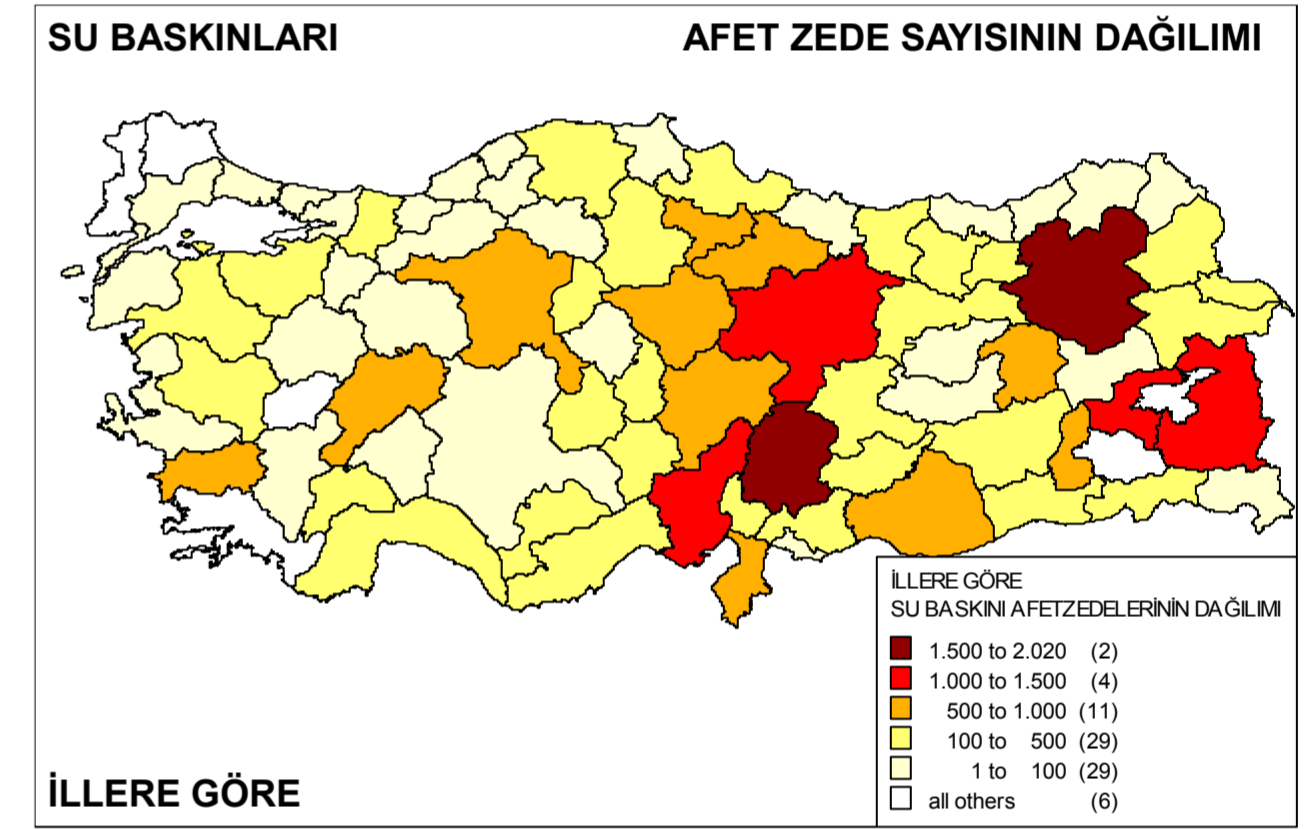 SU BASKINLARI
AFET ZEDE SAYISININ DAĞILIMI
İLLERE GÖRE
SU BASKINI AFETZEDELERİNİN DAĞILIMI
1.500 to 2.020 (2)
1.000 to 1.500 (4)
500 to 1.000 (11)
100 to 500 (29)
1 to 100 (29)
all others (6)
İLLERE GÖRE